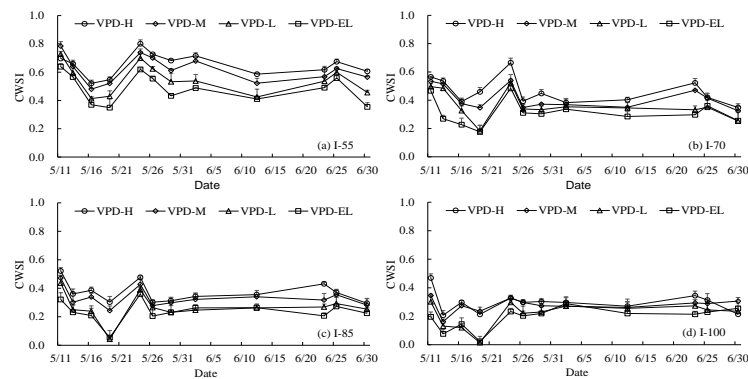 VPD-H VPD-M VPD-L VPD-EL
1.0
0.8
0.6
0.4
0.2
0.0
CWSI
5/11 5/16 5/21 5/26 5/31 6/5 6/10 6/15 6/20 6/25 6/30
Date
(a) I-55
VPD-H VPD-M VPD-L VPD-EL
1.0
0.8
0.6
0.4
0.2
0.0
CWSI
5/11 5/16 5/21 5/26 5/31 6/5 6/10 6/15 6/20 6/25 6/30
Date
(b) I-70
VPD-H VPD-M VPD-L VPD-EL
1.0
0.8
0.6
0.4
0.2
0.0
CWSI
5/11 5/16 5/21 5/26 5/31 6/5 6/10 6/15 6/20 6/25 6/30
Date
(c) I-85
VPD-H VPD-M VPD-L VPD-EL
1.0
0.8
0.6
0.4
0.2
0.0
CWSI
5/11 5/16 5/21 5/26 5/31 6/5 6/10 6/15 6/20 6/25 6/30
Date
(d) I-100